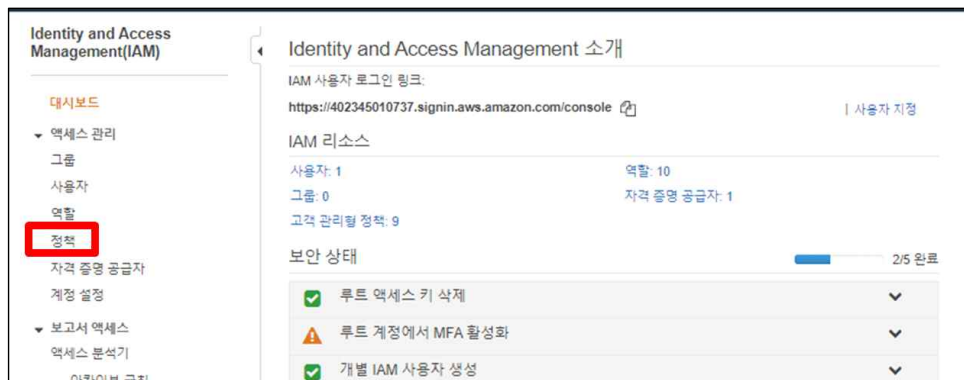 Identity and Access
Management(IAM)
대시보드
액세스 관리
그룹
사용자
역할
정책
자격 증명 공급자
계정 설정
보고서 액세스
액세스 분석기
아카이브 규칙
Identity and Access Management 소개
IAM 사용자 로그인 링크:
https://402345010737.signin.aws.amazon.com/console
| 사용자 지정
IAM 리소스
사용자: 1
역할: 10
그룹: 0
자격 증명 공급자: 1
고객 관리형 정책: 9
보안 상태
2/5 완료
루트 액세스 키 삭제
루트 계정에서 MFA 활성화
개별 IAM 사용자 생성